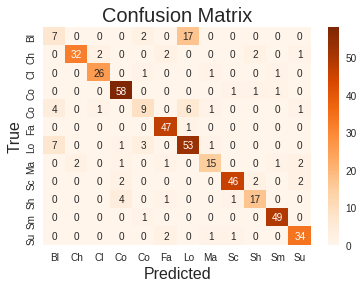 Confusion Matrix
True
Bl 7 0 0 0 2 0 17 0 0 0 0 0
Ch 0 32 2 0 0 2 0 0 0 2 0 1
Cl 0 0 26 0 1 0 0 1 0 0 1 0
Co 0 0 0 58 0 0 0 0 1 1 1 0
Co 4 0 1 0 9 0 6 1 0 0 0 1
Fa 0 0 0 0 0 47 1 0 0 0 0 0
Lo 7 0 0 1 3 0 53 1 0 0 0 0
Ma 0 2 0 1 0 1 0 15 0 0 1 2
Sc 0 0 0 2 0 0 0 0 46 2 0 2
Sh 0 0 0 4 1 0 0 0 1 17 0 0
Sm 0 0 0 0 1 0 0 0 0 0 49 0
Su 0 0 0 0 0 2 0 1 1 0 0 34
Bl Ch Cl Co Co Fa Lo Ma Sc Sh Sm Su
Predicted
50
40
30
20
10
0